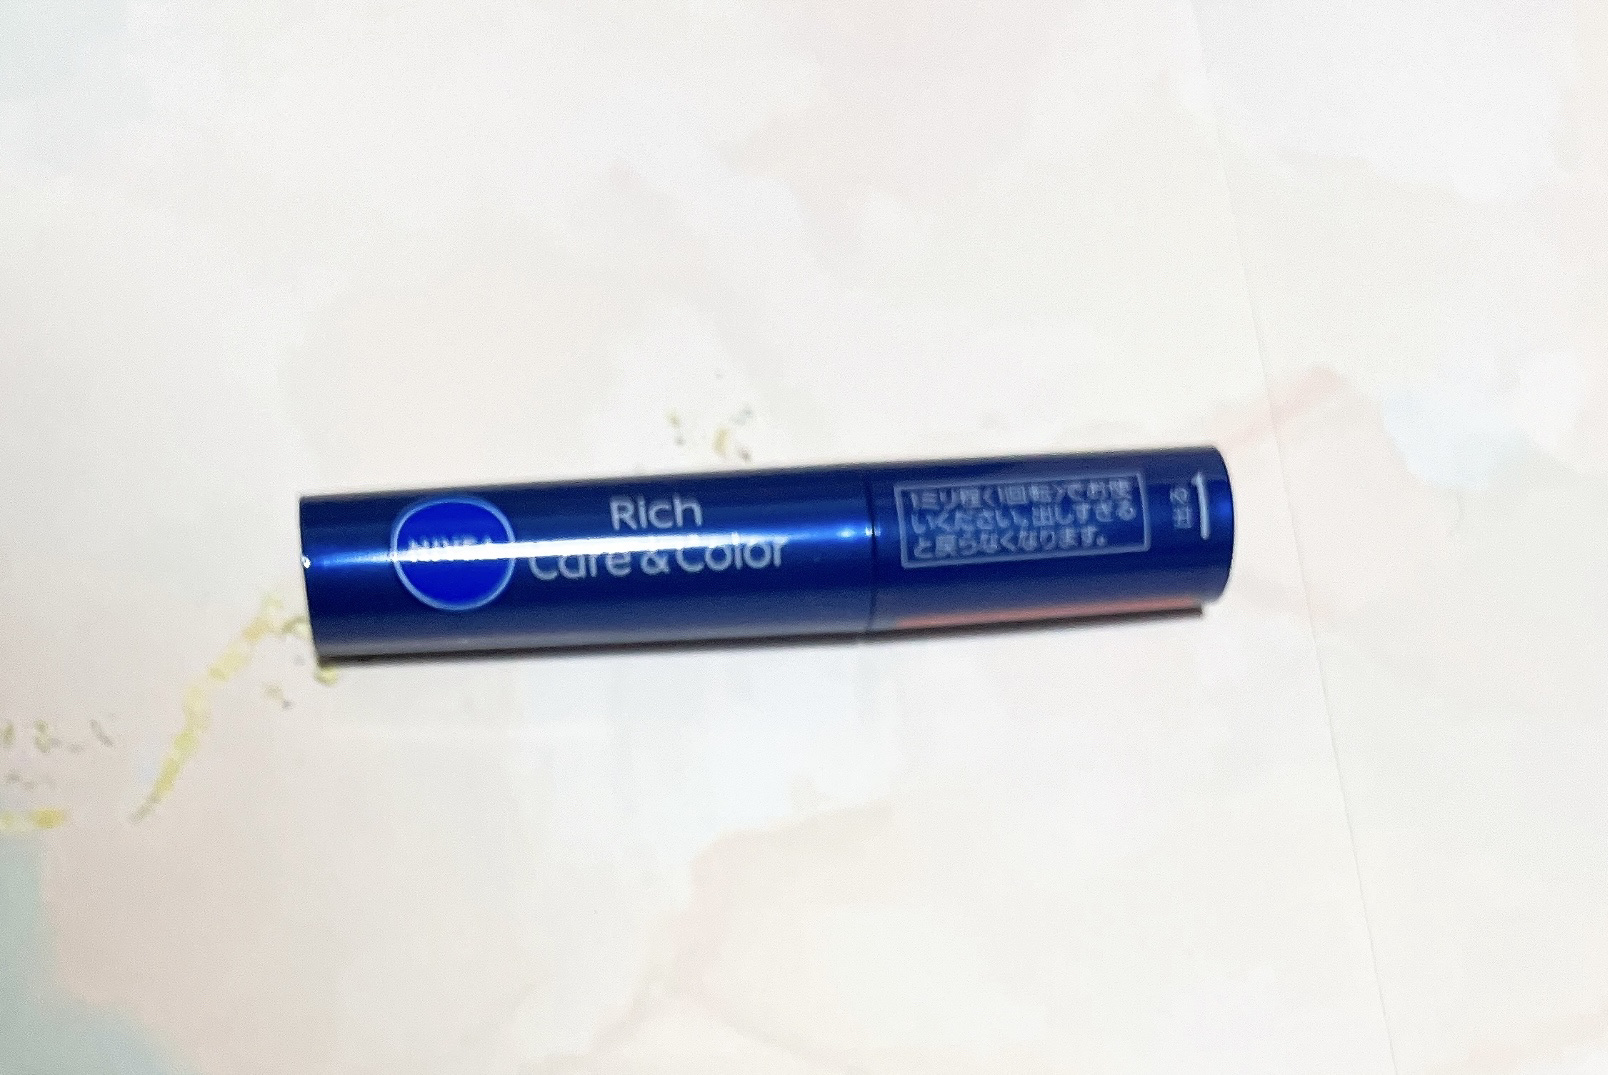 NIVEA
Rich
Care & Color
1ミリ程<1回転>でお使
いください。出しすぎる
と戻らなくなります。